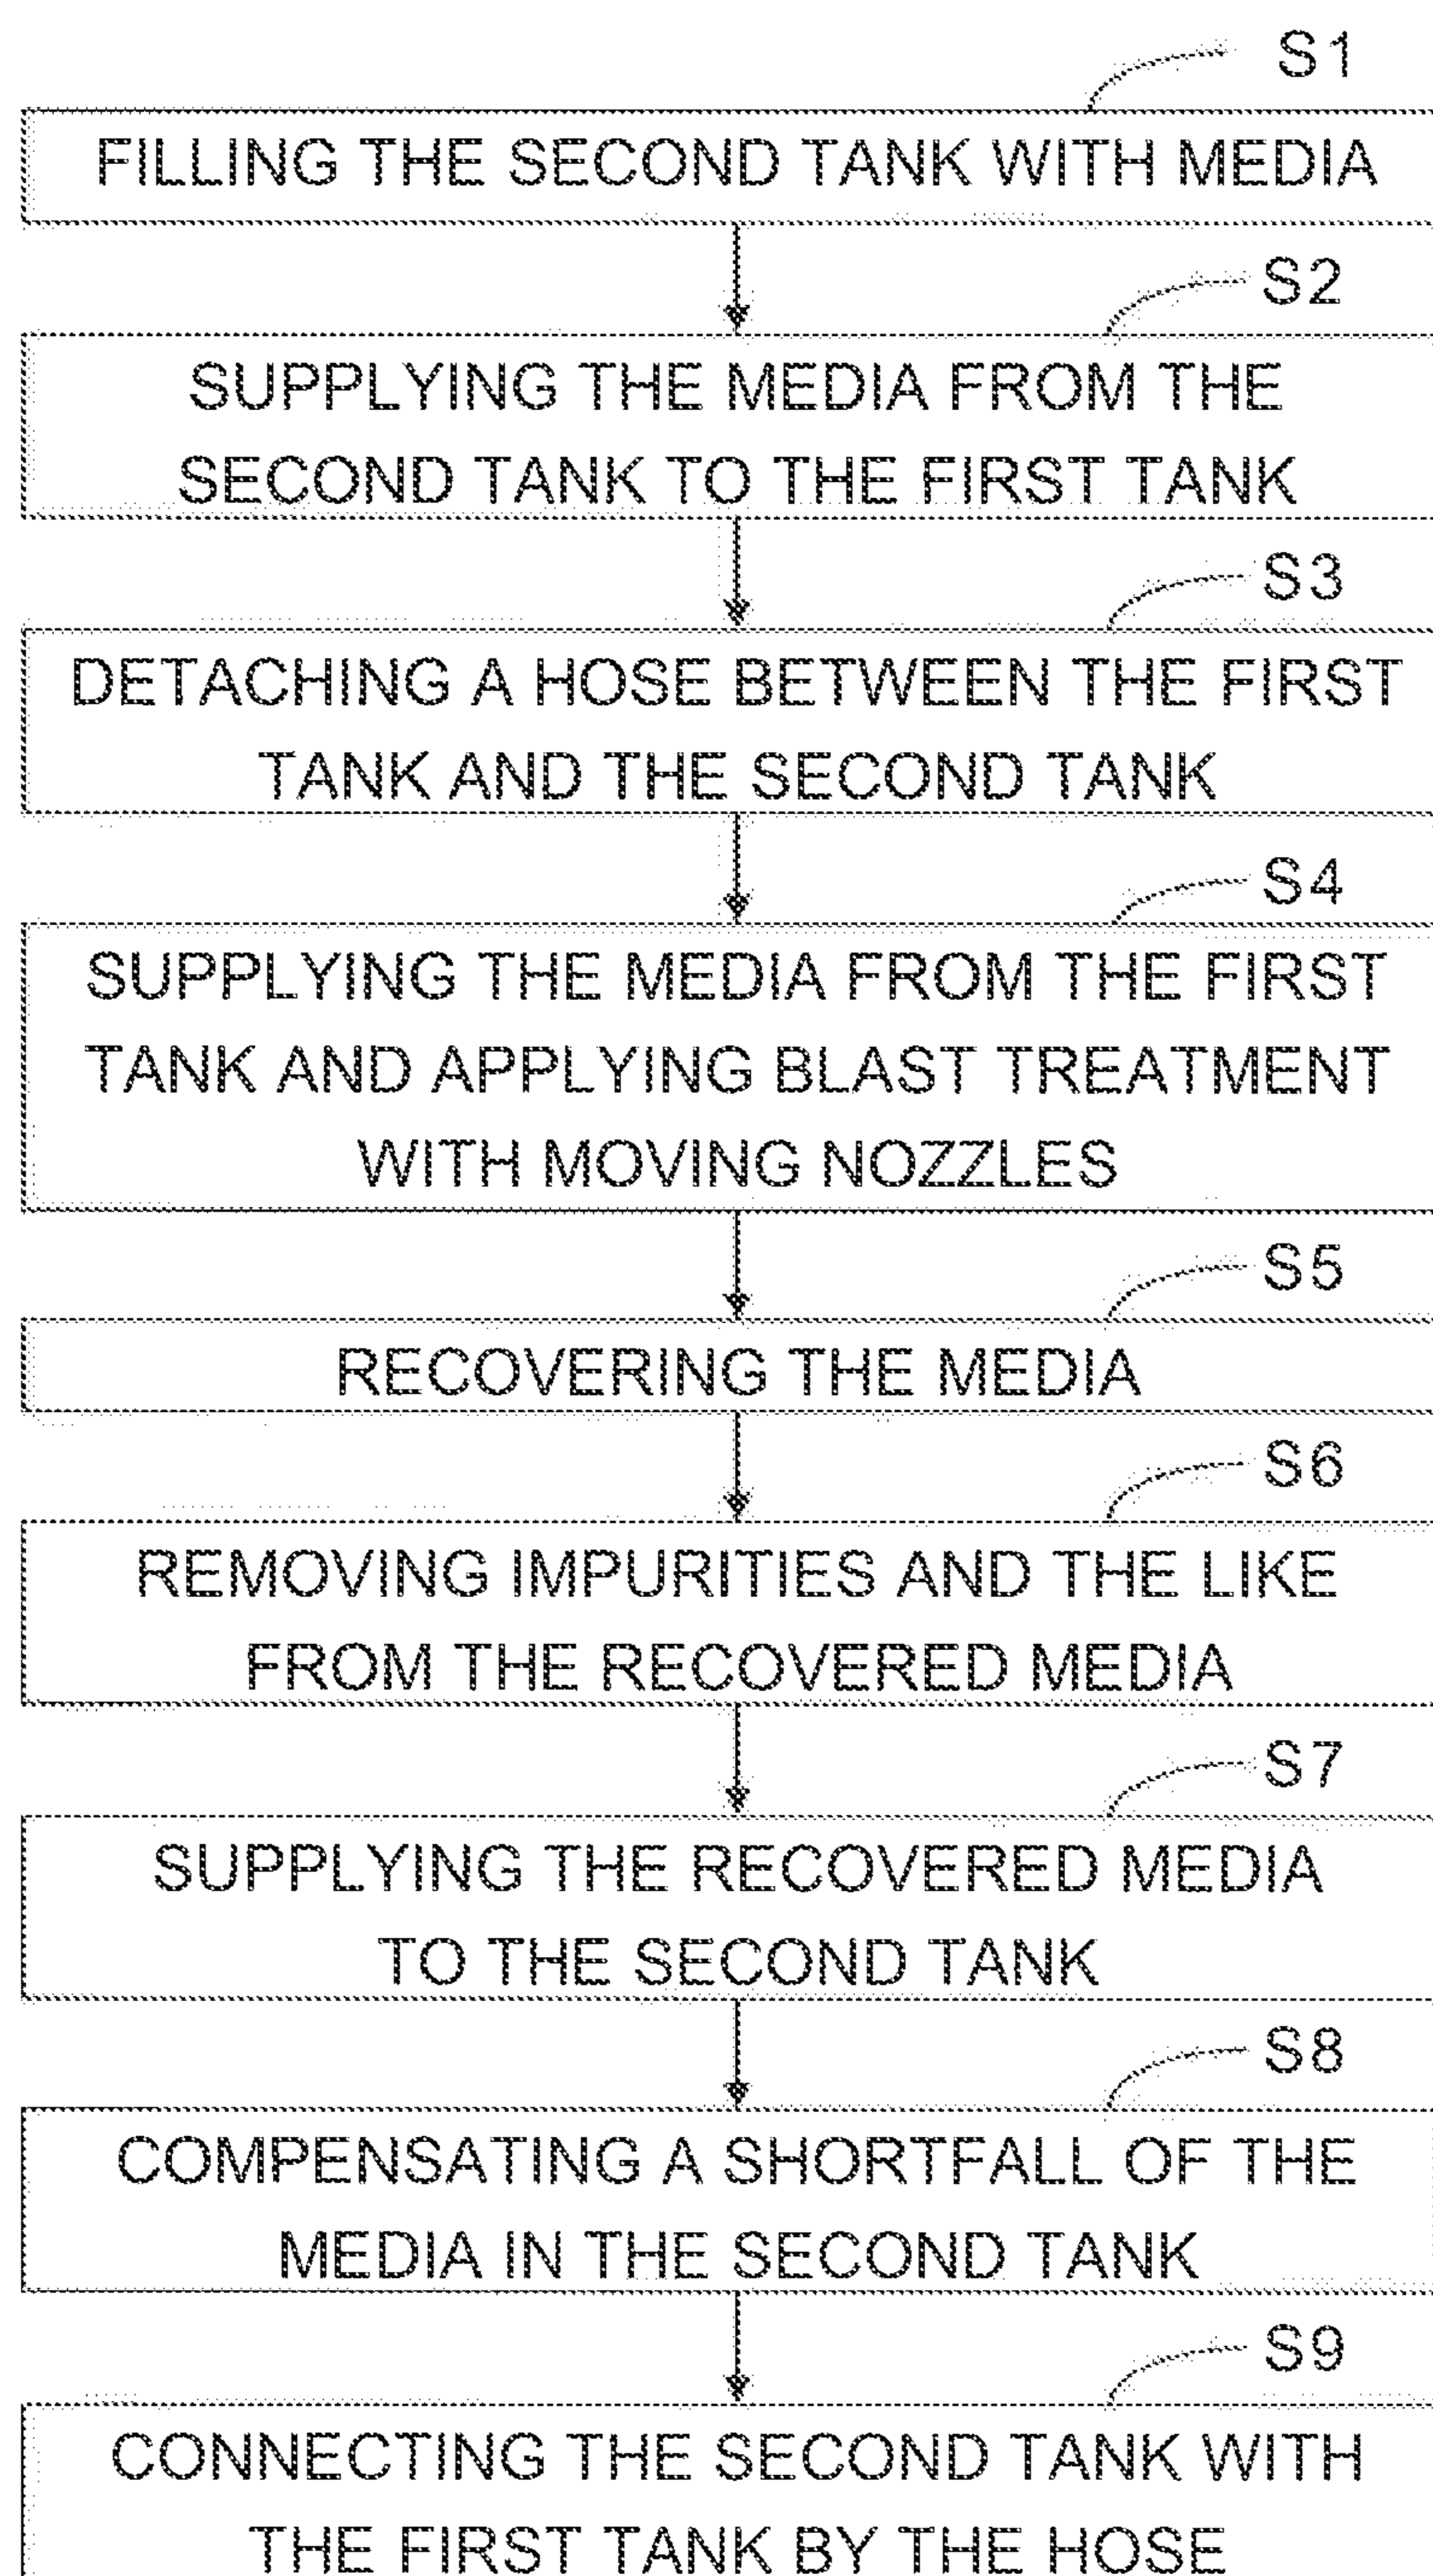 S1
FILLING THE SECOND TANK WITH MEDIA
S2
SUPPLYING THE MEDIA FROM THE
SECOND TANK TO THE FIRST TANK
S3
DETACHING A HOSE BETWEEN THE FIRST
TANK AND THE SECOND TANK
S4
SUPPLYING THE MEDIA FROM THE FIRST
TANK AND APPLYING BLAST TREATMENT
WITH MOVING NOZZLES
S5
RECOVERING THE MEDIA
S6
REMOVING IMPURITIES AND THE LIKE
FROM THE RECOVERED MEDIA
S7
SUPPLYING THE RECOVERED MEDIA
TO THE SECOND TANK
S8
COMPENSATING A SHORTFALL OF THE
MEDIA IN THE SECOND TANK
S9
CONNECTING THE SECOND TANK WITH
THE FIRST TANK BY THE HOSE